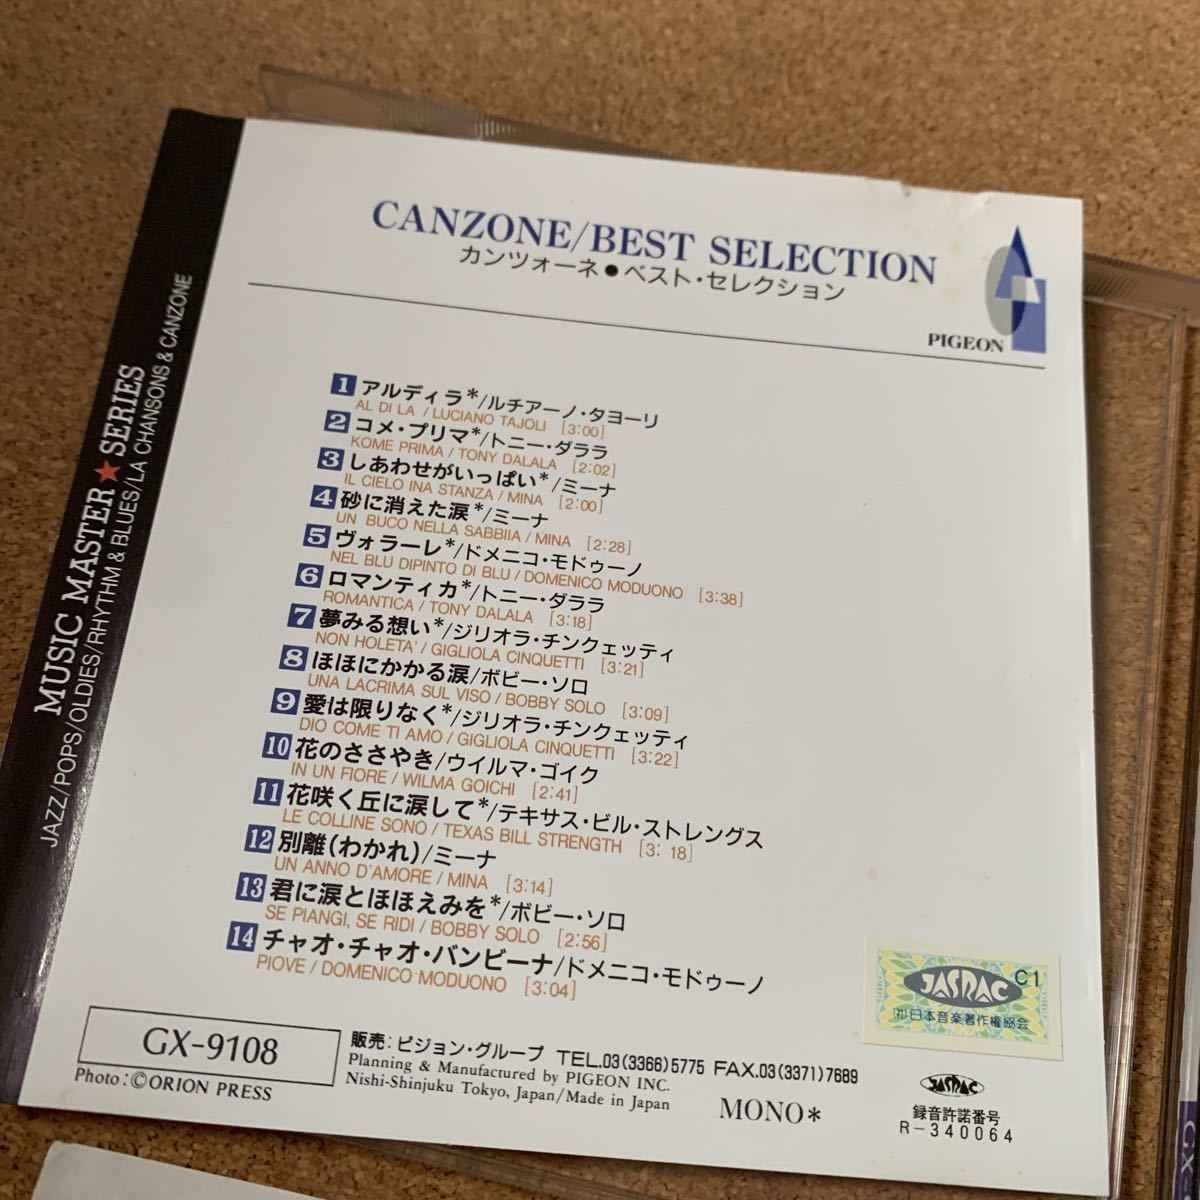 MUSIC MASTER★SERIES
JAZZ/POPS/OLDIES/RHYTHM & BLUES/LA CHANSONS & CANZONE
CANZONE/BEST SELECTION
カンツォーネ●ベスト・セレクション
PIGEON
1 アルディラ*/ルチアーノ・タヨーリ
AL DI LA / LUCIANO TAJOLI [3:00]
2 コメ・プリマ*/トニー・ダララ
KOME PRIMA / TONY DALALA [2:02]
3 しあわせがいっぱい*/ミーナ
IL CIELO INA STANZA / MINA [2:00]
4 砂に消えた涙*/ミーナ
UN BUCO NELLA SABBIIA / MINA [2:28]
5 ヴォラーレ*/ドメニコ・モドゥーノ
NEL BLU DIPINTO DI BLU / DOMENICO MODUONO [3:38]
6 ロマンティカ*/トニー・ダララ
ROMANTICA / TONY DALALA [3:18]
7 夢みる想い*/ジリオラ・チンクェッティ
NON HOLETA' / GIGLIOLA CINQUETTI [3:21]
8 ほほにかかる涙/ボビー・ソロ
UNA LACRIMA SUL VISO / BOBBY SOLO [3:09]
9 愛は限りなく*/ジリオラ・チンクェッティ
DIO COME TI AMO / GIGLIOLA CINQUETTI [3:22]
10 花のささやき/ウイルマ・ゴイク
IN UN FIORE / WILMA GOICHI [2:41]
11 花咲く丘に涙して*/テキサス・ビル・ストレングス
LE COLLINE SONO / TEXAS BILL STRENGTH [3: 18]
12 別離(わかれ)/ミーナ
UN ANNO D'AMORE / MINA [3:14]
13 君に涙とほほえみを*/ボビー・ソロ
SE PIANGI, SE RIDI / BOBBY SOLO [2:56]
14 チャオ・チャオ・バンビーナ/ドメニコ・モドゥーノ
PIOVE / DOMENICO MODUONO [3:04]
JASRAC C1
(社)日本音楽著作権協会
GX-9108
Photo:©ORION PRESS
販売:ピジョン・グループ TEL.03(3366)5775 FAX.03(3371)7689
Planning & Manufactured by PIGEON INC.
Nishi-Shinjuku Tokyo, Japan/Made in Japan
MONO*
JASRAC
録音許諾番号
R-340064